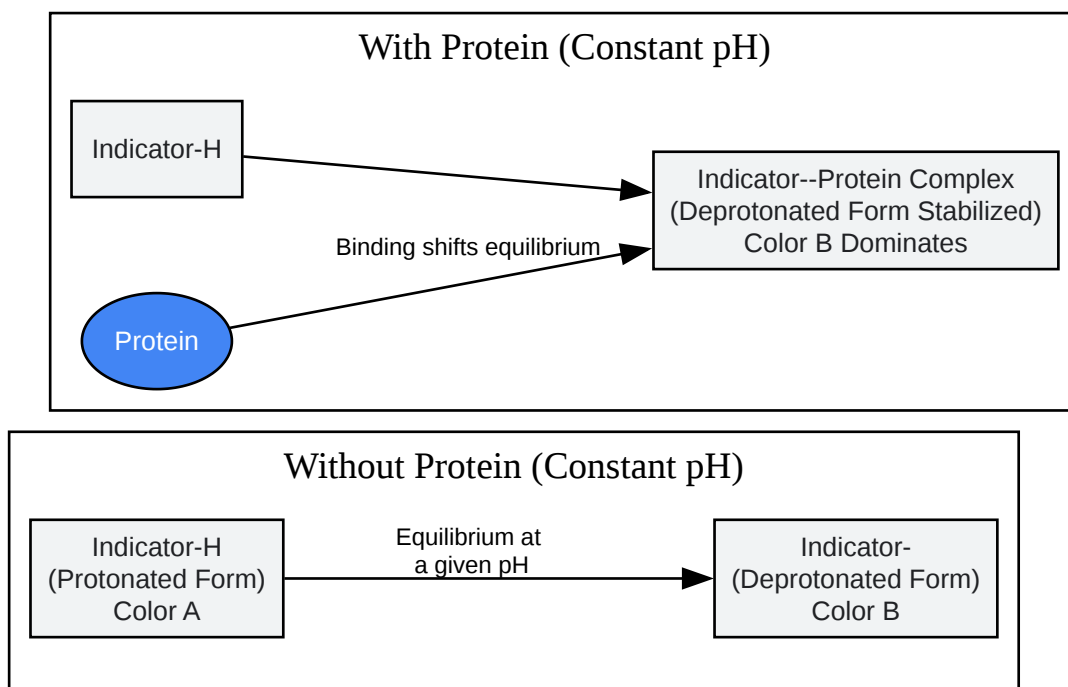 With Protein (Constant pH)
Indicator-H
Indicator--Protein Complex
(Deprotonated Form Stabilized)
Color B Dominates
Binding shifts equilibrium
Protein
Without Protein (Constant pH)
Indicator-H
(Protonated Form)
Color A
Equilibrium at
a given pH
Indicator-
(Deprotonated Form)
Color B